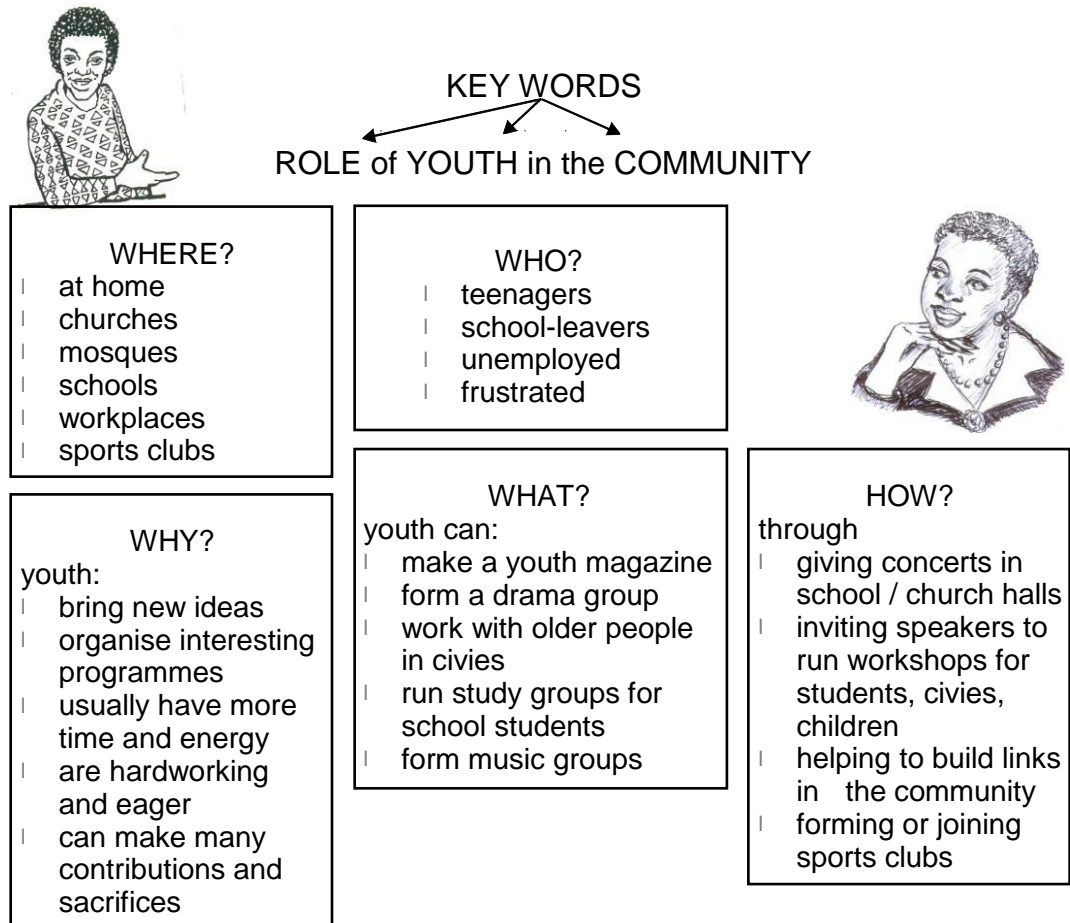 KEY WORDS
ROLE of YOUTH in the COMMUNITY
WHERE?
at home
churches
mosques
schools
workplaces
sports clubs
WHO?
teenagers
school-leavers
unemployed
frustrated
WHY?
youth:
bring new ideas
organise interesting
programmes
usually have more
time and energy
are hardworking
and eager
can make many
contributions and
sacrifices
WHAT?
youth can:
make a youth magazine
form a drama group
work with older people
in civies
run study groups for
school students
form music groups
HOW?
through
giving concerts in
school / church halls
inviting speakers to
run workshops for
students, civies,
children
helping to build links
in the community
forming or joining
sports clubs